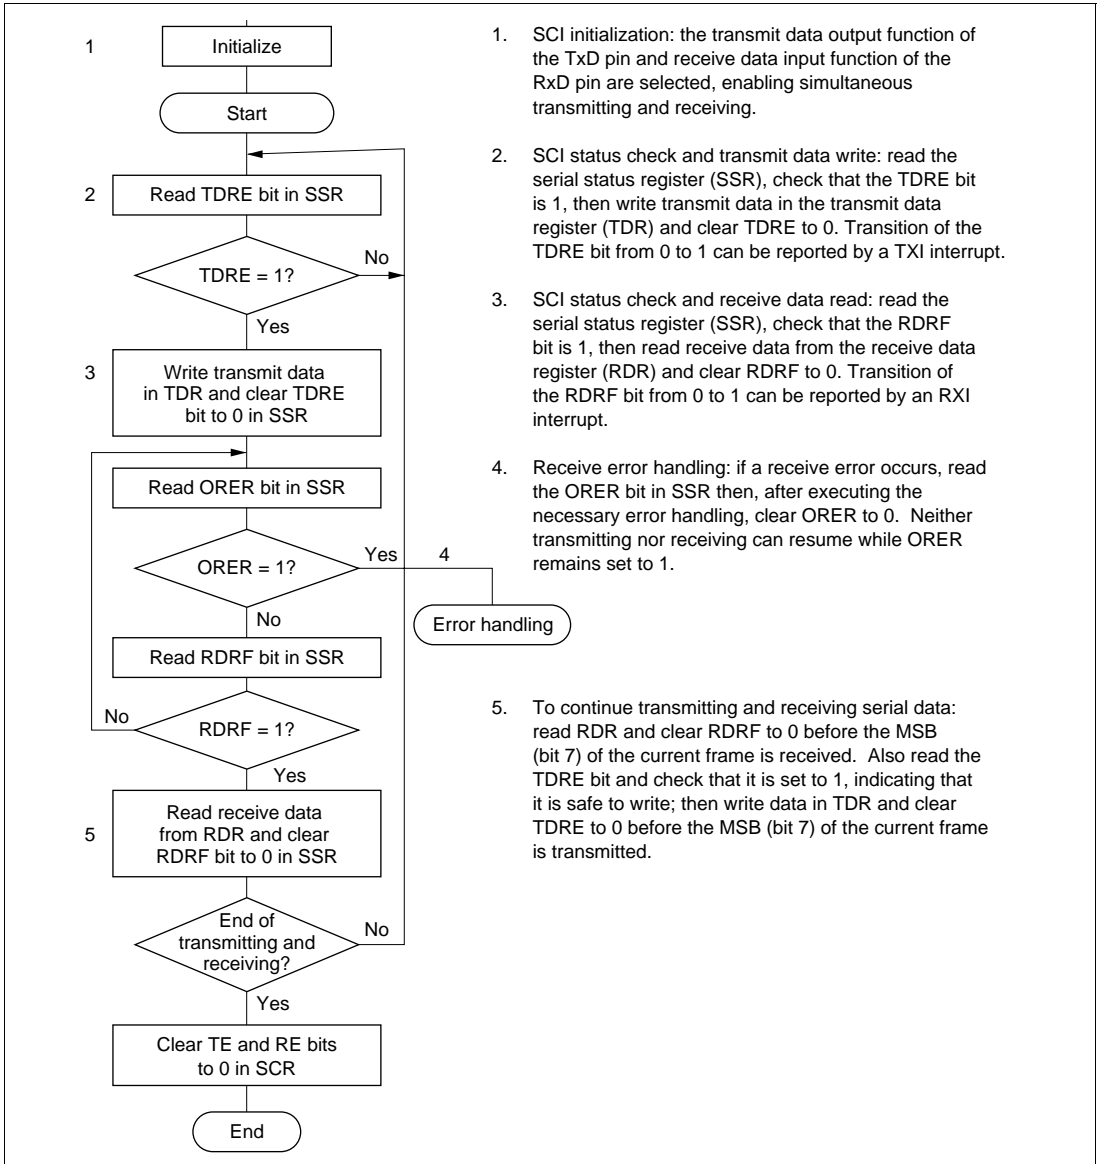 1
Initialize
Start
2
Read TDRE bit in SSR
TDRE = 1?
No
Yes
3
Write transmit data
in TDR and clear TDRE
bit to 0 in SSR
Read ORER bit in SSR
ORER = 1?
Yes
4
Error handling
No
Read RDRF bit in SSR
RDRF = 1?
No
Yes
5
Read receive data
from RDR and clear
RDRF bit to 0 in SSR
End of
transmitting and
receiving?
No
Yes
Clear TE and RE bits
to 0 in SCR
End
1. SCI initialization: the transmit data output function of
the TxD pin and receive data input function of the
RxD pin are selected, enabling simultaneous
transmitting and receiving.
2. SCI status check and transmit data write: read the
serial status register (SSR), check that the TDRE bit
is 1, then write transmit data in the transmit data
register (TDR) and clear TDRE to 0. Transition of the
TDRE bit from 0 to 1 can be reported by a TXI interrupt.
3. SCI status check and receive data read: read the
serial status register (SSR), check that the RDRF
bit is 1, then read receive data from the receive data
register (RDR) and clear RDRF to 0. Transition of
the RDRF bit from 0 to 1 can be reported by an RXI
interrupt.
4. Receive error handling: if a receive error occurs, read
the ORER bit in SSR then, after executing the
necessary error handling, clear ORER to 0. Neither
transmitting nor receiving can resume while ORER
remains set to 1.
5. To continue transmitting and receiving serial data:
read RDR and clear RDRF to 0 before the MSB
(bit 7) of the current frame is received. Also read the
TDRE bit and check that it is set to 1, indicating that
it is safe to write; then write data in TDR and clear
TDRE to 0 before the MSB (bit 7) of the current frame
is transmitted.